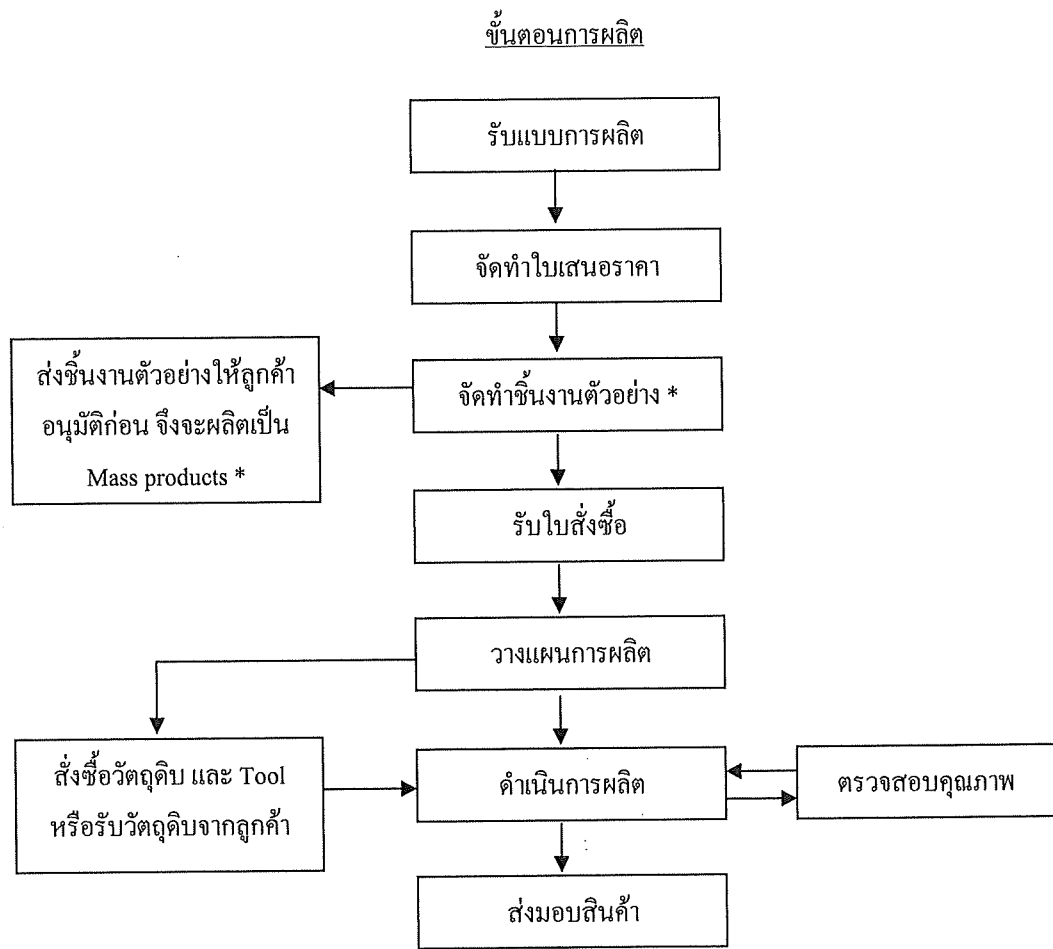 ขั้นตอนการผลิต
รับแบบการผลิต
จัดทำใบเสนอราคา
จัดทำชิ้นงานตัวอย่าง *
ส่งชิ้นงานตัวอย่างให้ลูกค้า
อนุมัติก่อน จึงจะผลิตเป็น
Mass products *
รับใบสั่งซื้อ
วางแผนการผลิต
สั่งซื้อวัตถุดิบ และ Tool
หรือรับวัตถุดิบจากลูกค้า
ดำเนินการผลิต
ตรวจสอบคุณภาพ
ส่งมอบสินค้า